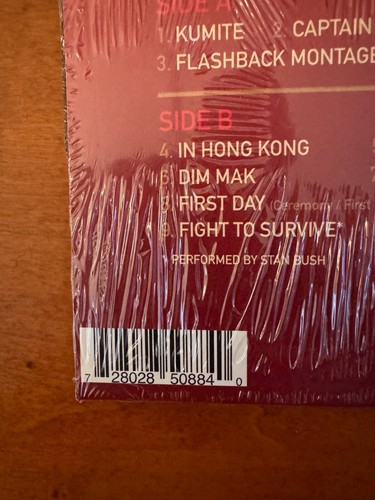 SIDE A
1. KUMITE 2. CAPTAIN
3. FLASHBACK MONTAGE
SIDE B
4. IN HONG KONG
6. DIM MAK
8. FIRST DAY (Ceremony / First
9. FIGHT TO SURVIVE*
* PERFORMED BY STAN BUSH
7 28028 50884 0